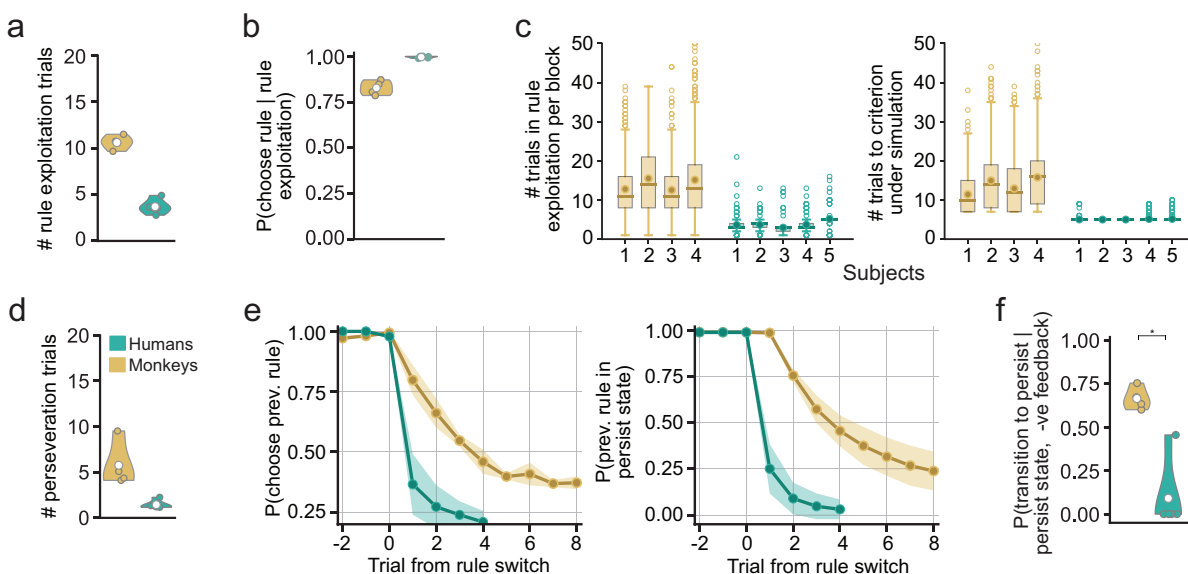 a
# rule exploitation trials
20
15
10
5
0
b
P(choose rule | rule
exploitation)
1.00
0.75
0.50
0.25
0.00
c
# trials in rule
exploitation per block
50
40
30
20
10
0
1 2 3 4 1 2 3 4 5
# trials to criterion
under simulation
50
40
30
20
10
0
1 2 3 4 1 2 3 4 5
Subjects
d
# perseveration trials
20
15
10
5
0
Humans
Monkeys
e
P(choose prev. rule)
1.00
0.75
0.50
0.25
-2 0 2 4 6 8
Trial from rule switch
P(prev. rule in
persist state)
1.00
0.75
0.50
0.25
0.00
-2 0 2 4 6 8
Trial from rule switch
f
P(transition to persist |
persist state, -ve feedback)
1.00
0.75
0.50
0.25
0.00
*